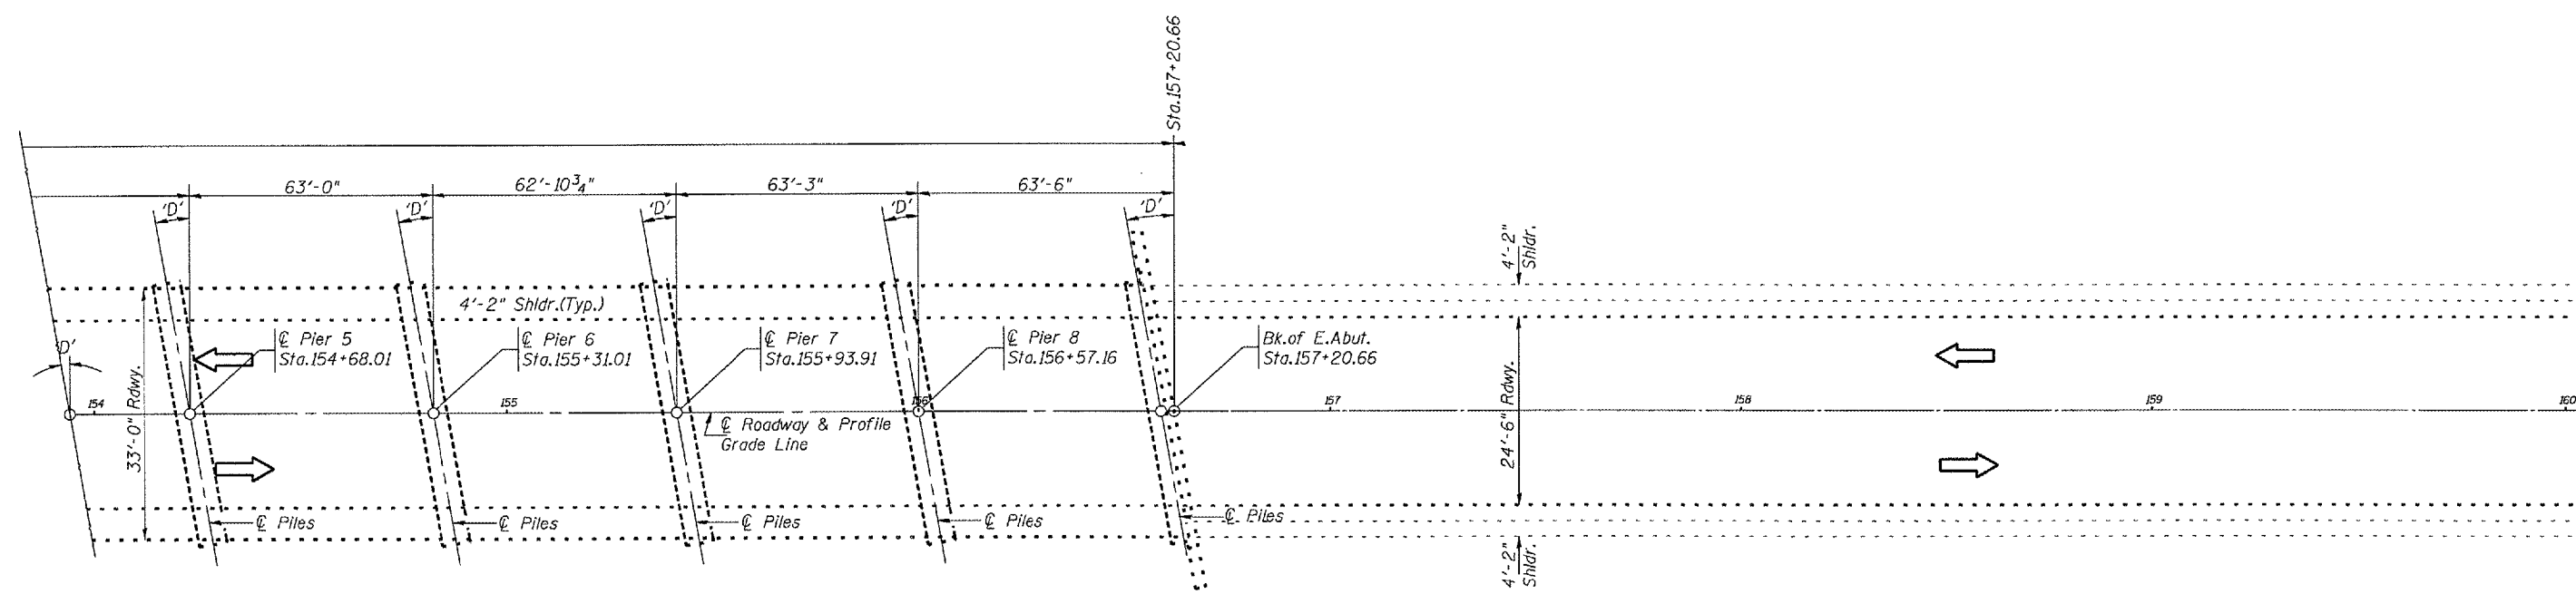 Sta.157+20.66
63'-0"
62'-10¾"
63'-3"
63'-6"
'D'
'D'
'D'
'D'
'D'
4'-2"
Shldr.
4'-2" Shldr.(Typ.)
D'
33'-0" Rdwy.
℄ Pier 5
Sta.154+68.01
℄ Pier 6
Sta.155+31.01
℄ Pier 7
Sta.155+93.91
℄ Pier 8
Sta.156+57.16
Bk.of E.Abut.
Sta.157+20.66
154
155
156
157
158
159
160
℄ Roadway & Profile
Grade Line
24'-6" Rdwy.
℄ Piles
℄ Piles
℄ Piles
℄ Piles
℄ Piles
4'-2"
Shldr.